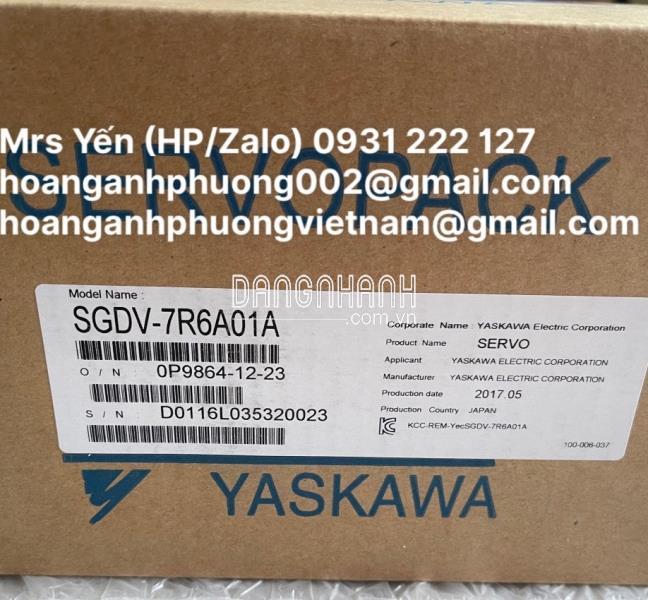 Mrs Yến (HP/Zalo) 0931 222 127
SERVOPACK
hoanganhphuong002@gmail.com
hoanganhphuongvietnam@gmail.com
DANGNHANH
.com.vn
Model Name :
SGDV-7R6A01A
O / N : 0P9864-12-23
S / N : D0116L035320023
Corporate Name : YASKAWA Electric Corporation
Product Name SERVO
Applicant YASKAWA ELECTRIC CORPORATION
Manufacturer YASKAWA ELECTRIC CORPORATION
Production date 2017.05
Production Country JAPAN
KCC-REM-YecSGDV-7R6A01A
100-006-037
YASKAWA